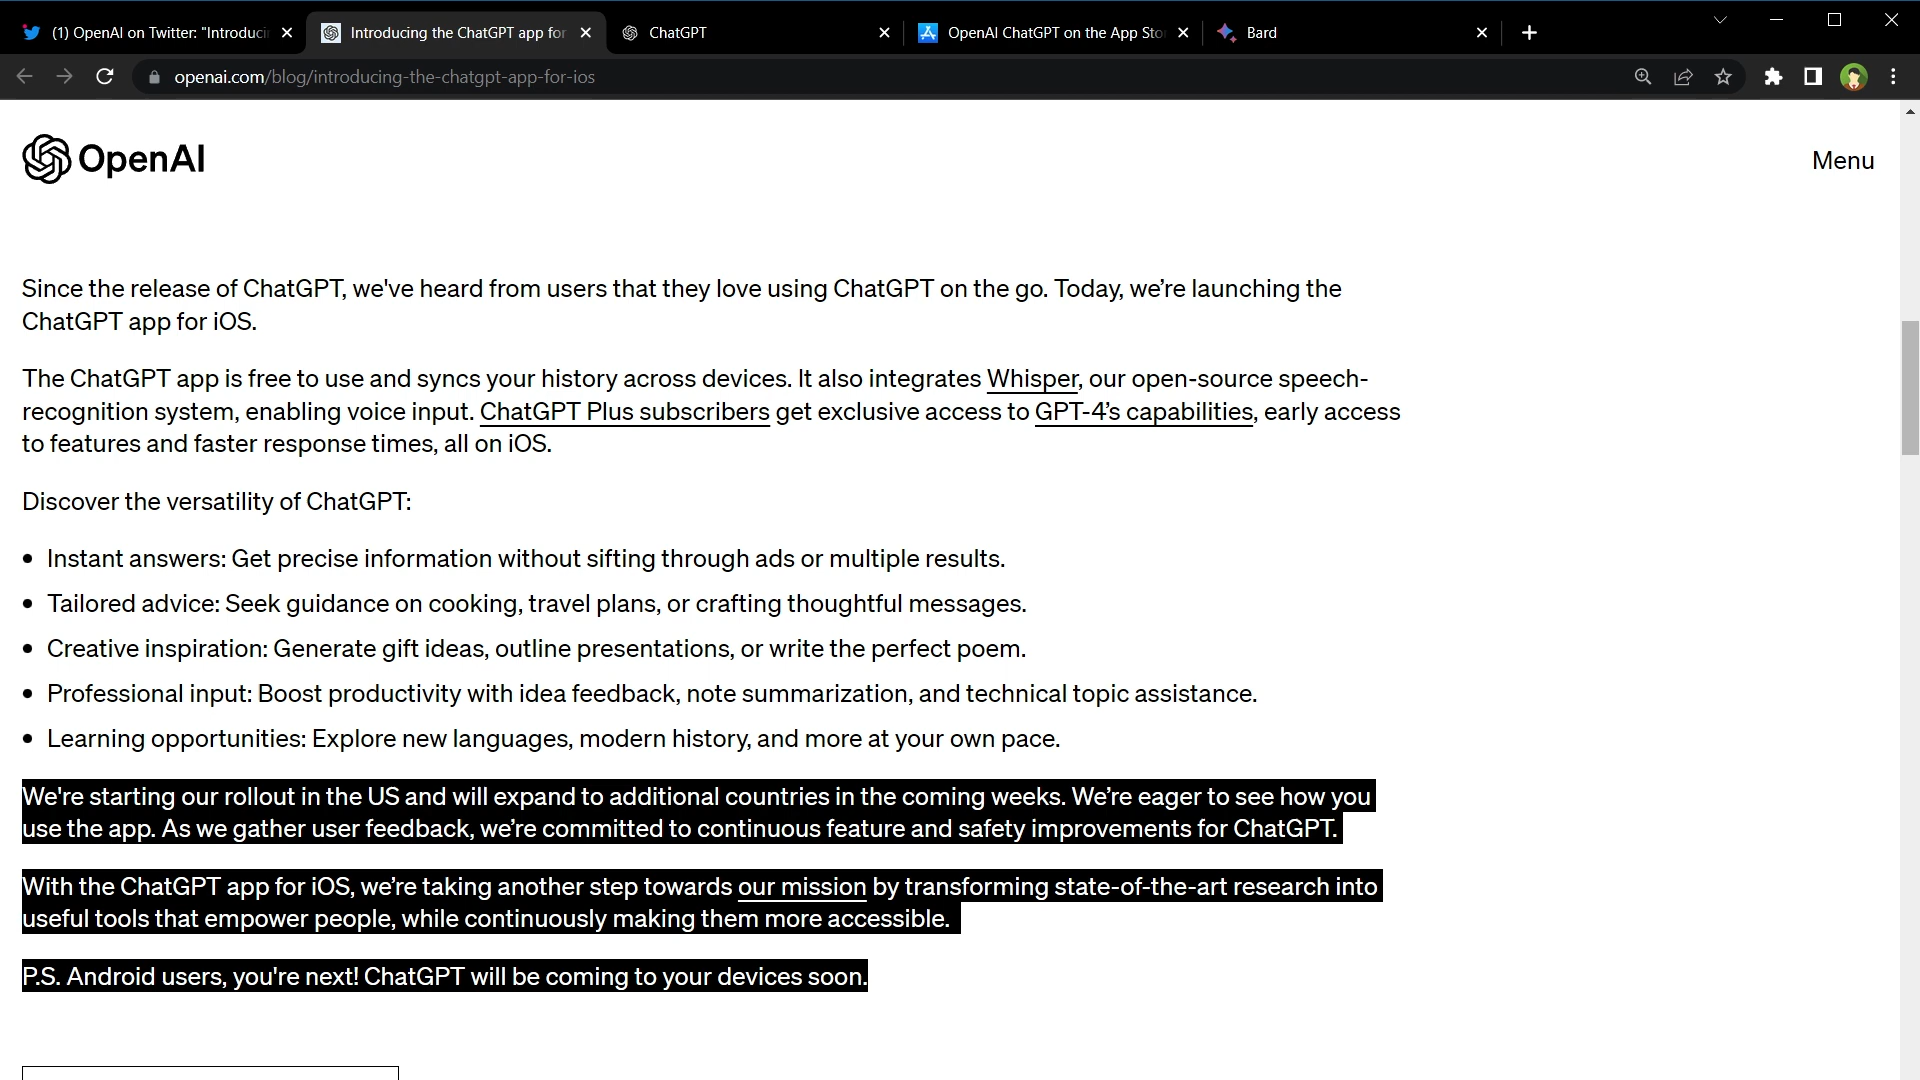 (1) OpenAI on Twitter: "Introduci
Introducing the ChatGPT app for
ChatGPT
OpenAI ChatGPT on the App Sto
Bard
openai.com/blog/introducing-the-chatgpt-app-for-ios
OpenAI
Menu
Since the release of ChatGPT, we've heard from users that they love using ChatGPT on the go. Today, we’re launching the
ChatGPT app for iOS.
The ChatGPT app is free to use and syncs your history across devices. It also integrates Whisper, our open-source speech-
recognition system, enabling voice input. ChatGPT Plus subscribers get exclusive access to GPT-4’s capabilities, early access
to features and faster response times, all on iOS.
Discover the versatility of ChatGPT:
• Instant answers: Get precise information without sifting through ads or multiple results.
• Tailored advice: Seek guidance on cooking, travel plans, or crafting thoughtful messages.
• Creative inspiration: Generate gift ideas, outline presentations, or write the perfect poem.
• Professional input: Boost productivity with idea feedback, note summarization, and technical topic assistance.
• Learning opportunities: Explore new languages, modern history, and more at your own pace.
We're starting our rollout in the US and will expand to additional countries in the coming weeks. We’re eager to see how you
use the app. As we gather user feedback, we’re committed to continuous feature and safety improvements for ChatGPT.
With the ChatGPT app for iOS, we’re taking another step towards our mission by transforming state-of-the-art research into
useful tools that empower people, while continuously making them more accessible.
P.S. Android users, you're next! ChatGPT will be coming to your devices soon.